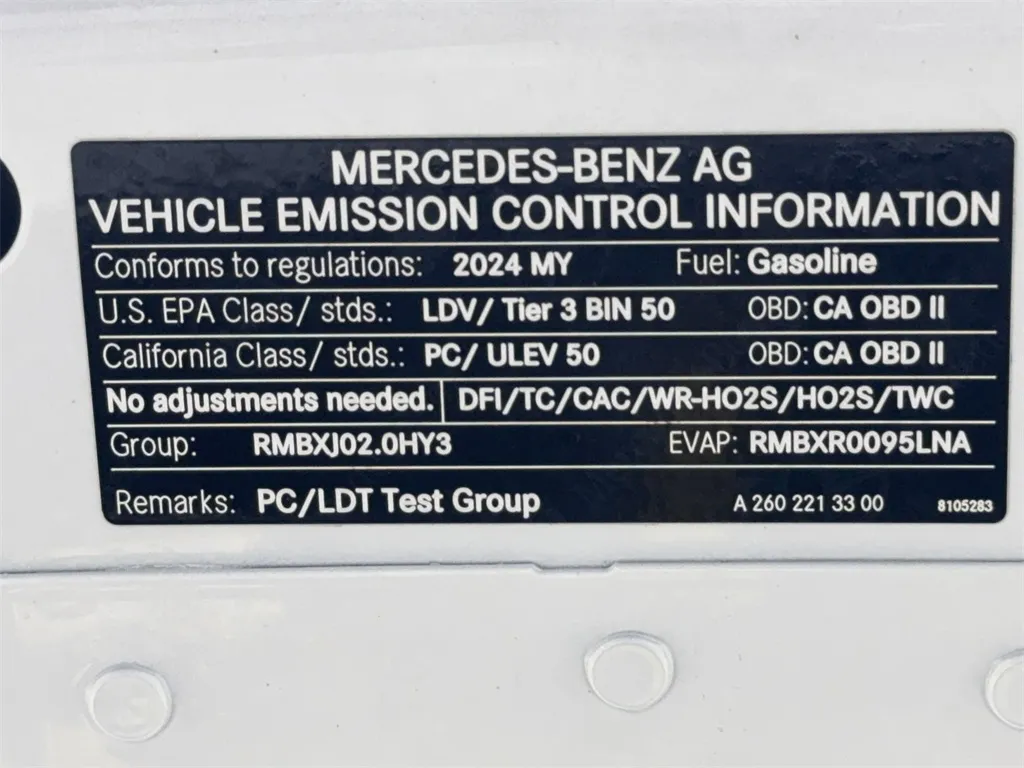 MERCEDES-BENZ AG
VEHICLE EMISSION CONTROL INFORMATION
Conforms to regulations: 2024 MY Fuel: Gasoline
U.S. EPA Class/ stds.: LDV/ Tier 3 BIN 50 OBD: CA OBD II
California Class/ stds.: PC/ ULEV 50 OBD: CA OBD II
No adjustments needed. DFI/TC/CAC/WR-HO2S/HO2S/TWC
Group: RMBXJ02.0HY3 EVAP: RMBXR0095LNA
Remarks: PC/LDT Test Group A 260 221 33 00 8105283